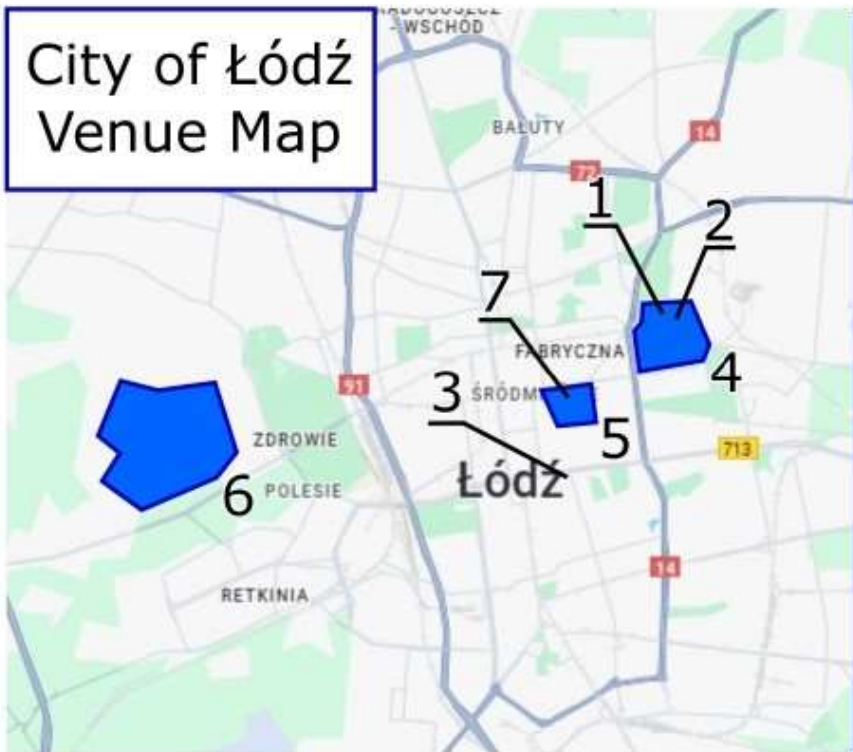 City of Łódź
Venue Map
- WSCHÓD
BAŁUTY
14
72
1
2
7
FABRYCZNA
4
91
ŚRÓDM
3
5
713
ZDROWIE
Łódź
6
POLESIE
14
RETKINIA